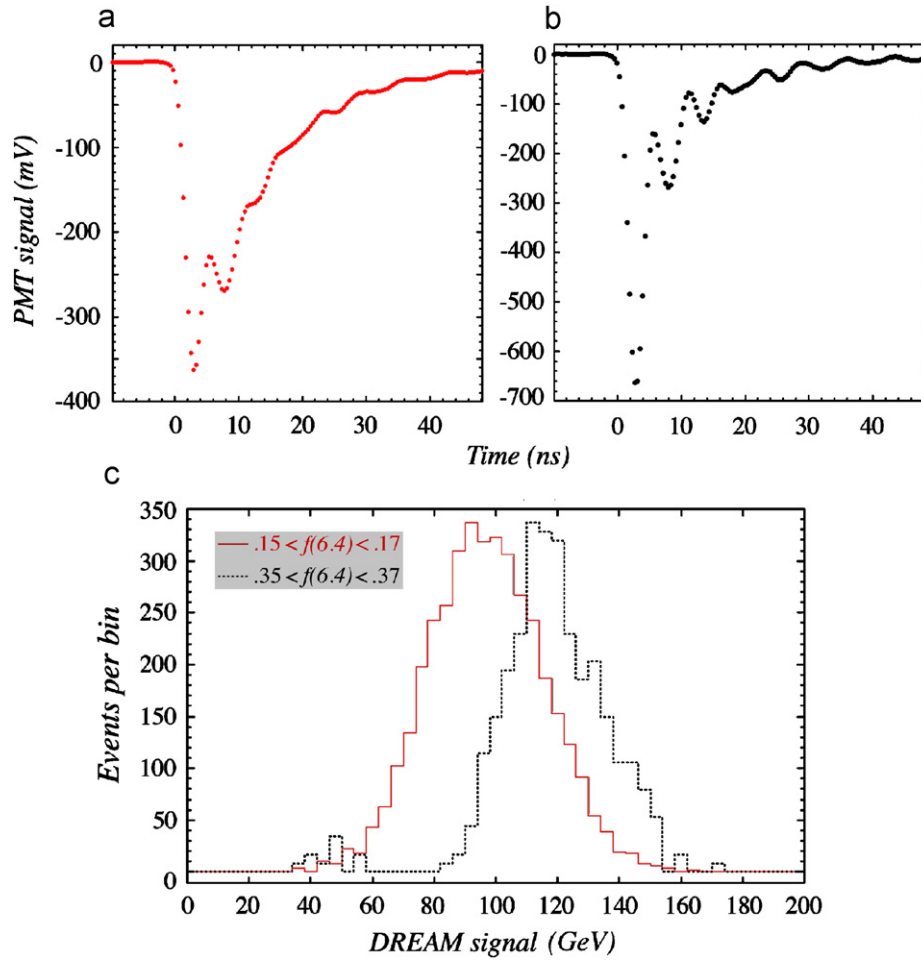 a
b
0
-100
-200
-300
-400
PMT signal (mV)
0
-100
-200
-300
-400
-500
-600
-700
0 10 20 30 40
0 10 20 30 40
Time (ns)
c
350
300
250
200
150
100
50
0
Events per bin
.15 < f(6.4) < .17
.35 < f(6.4) < .37
0 20 40 60 80 100 120 140 160 180 200
DREAM signal (GeV)